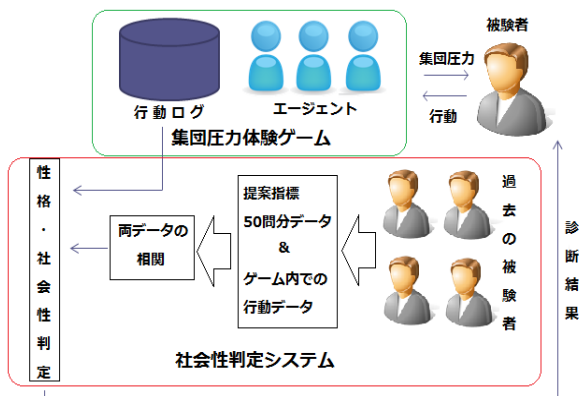 被験者
集団圧力
行動
行動ログ
エージェント
集団圧力体験ゲーム
性格・社会性判定
両データの
相関
提案指標
50問分データ
&
ゲーム内での
行動データ
過去の被験者
診断結果
社会性判定システム